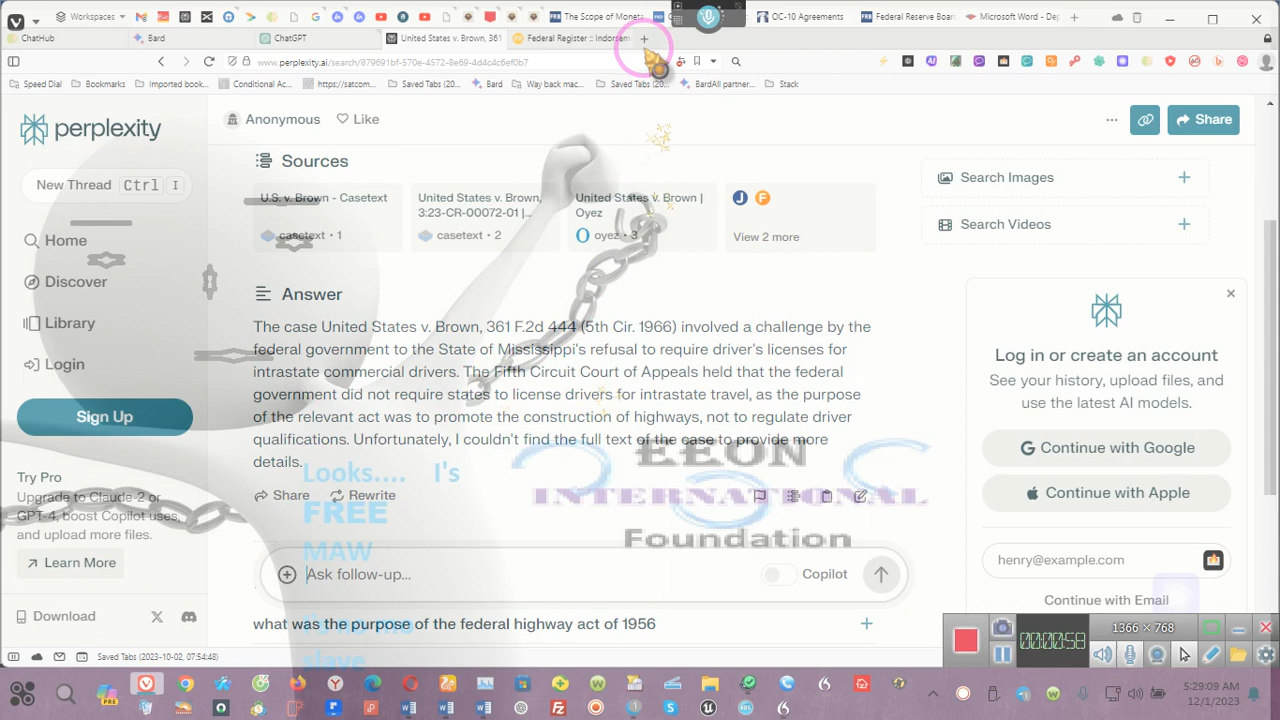 Workspaces
The Scope of Moneta
OC-10 Agreements
Federal Reserve Board
Microsoft Word - De
ChatHub
Bard
ChatGPT
United States v. Brown, 361
Federal Register :: Indorsem
www.perplexity.ai/search/879691bf-570e-4572-8e69-4d4c4c6ef0b7
Speed Dial
Bookmarks
Imported book...
Conditional Ac...
https://satcom...
Saved Tabs (20...
Bard
Way back mac...
Saved Tabs (20...
BardAll partner...
Stack
perplexity
Anonymous
Like
Share
New Thread Ctrl I
Home
Discover
Library
Login
Sign Up
Try Pro
Upgrade to Claude-2 or
GPT-4, boost Copilot uses,
and upload more files.
Learn More
Download
Sources
U.S. v. Brown - Casetext
casetext • 1
United States v. Brown,
3:23-CR-00072-01 |...
casetext • 2
United States v. Brown |
Oyez
oyez • 3
View 2 more
Answer
The case United States v. Brown, 361 F.2d 444 (5th Cir. 1966) involved a challenge by the
federal government to the State of Mississippi's refusal to require driver's licenses for
intrastate commercial drivers. The Fifth Circuit Court of Appeals held that the federal
government did not require states to license drivers for intrastate travel, as the purpose
of the relevant act was to promote the construction of highways, not to regulate driver
qualifications. Unfortunately, I couldn't find the full text of the case to provide more
details.
Looks.... I's
FREE
MAW
slave
EEON
INTERNATIONAL
Foundation
Share
Rewrite
Ask follow-up...
Copilot
what was the purpose of the federal highway act of 1956
Search Images
Search Videos
Log in or create an account
See your history, upload files, and
use the latest AI models.
Continue with Google
Continue with Apple
henry@example.com
Continue with Email
1366 × 768
00:00:58
Saved Tabs (2023-10-02, 07:54:48)
PRE
5:29:09 AM
12/1/2023